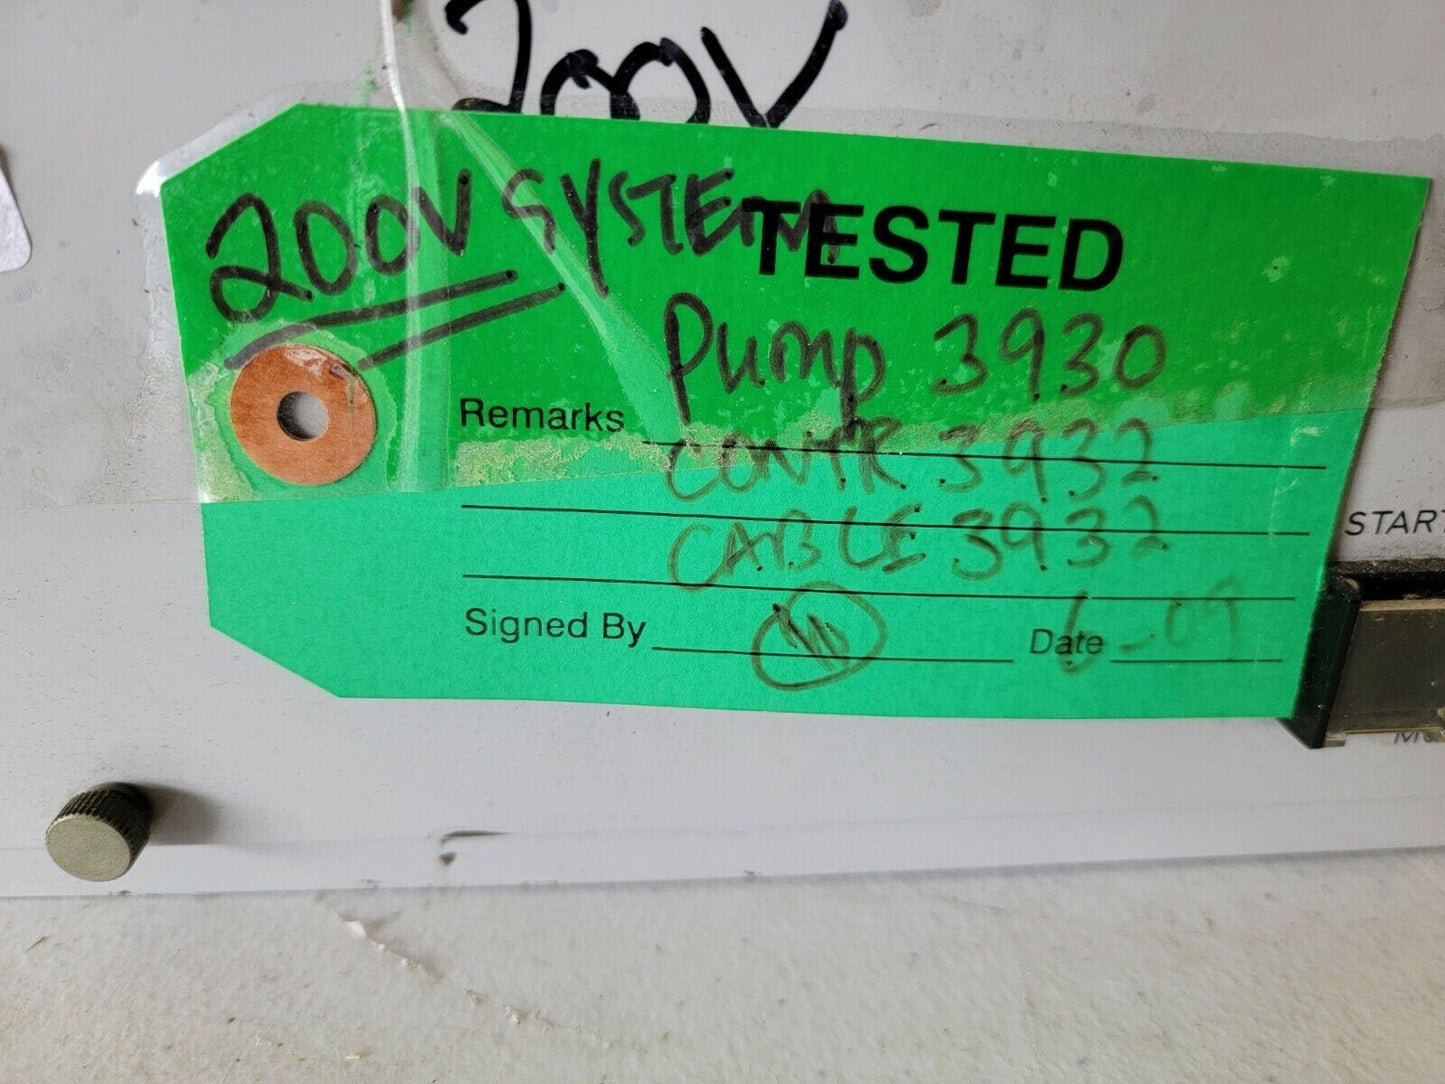 200V
200V SYSTEM
TESTED
Pump 3930
Remarks
CONTR 3932
CABLE 3932
START
Signed By
Date 6-09